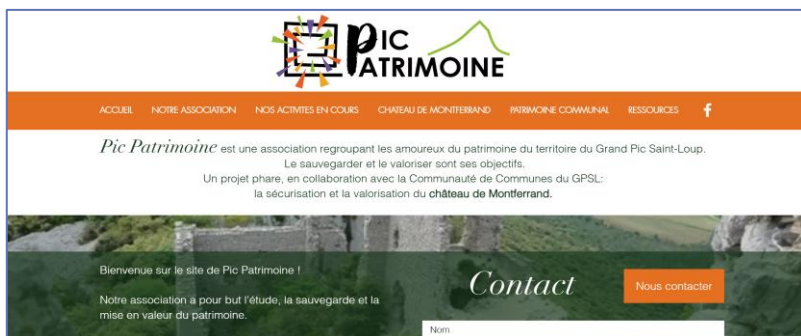 PIC
PATRIMOINE
ACCUEIL NOTRE ASSOCIATION NOS ACTIVITES EN COURS CHATEAU DE MONTFERRAND PATRIMOINE COMMUNAL RESSOURCES f
Pic Patrimoine est une association regroupant les amoureux du patrimoine du territoire du Grand Pic Saint-Loup.
Le sauvegarder et le valoriser sont ses objectifs.
Un projet phare, en collaboration avec la Communauté de Communes du GPSL:
la sécurisation et la valorisation du château de Montferrand.
Bienvenue sur le site de Pic Patrimoine !
Notre association a pour but l'étude, la sauvegarde et la
mise en valeur du patrimoine.
Contact
Nous contacter
Nom